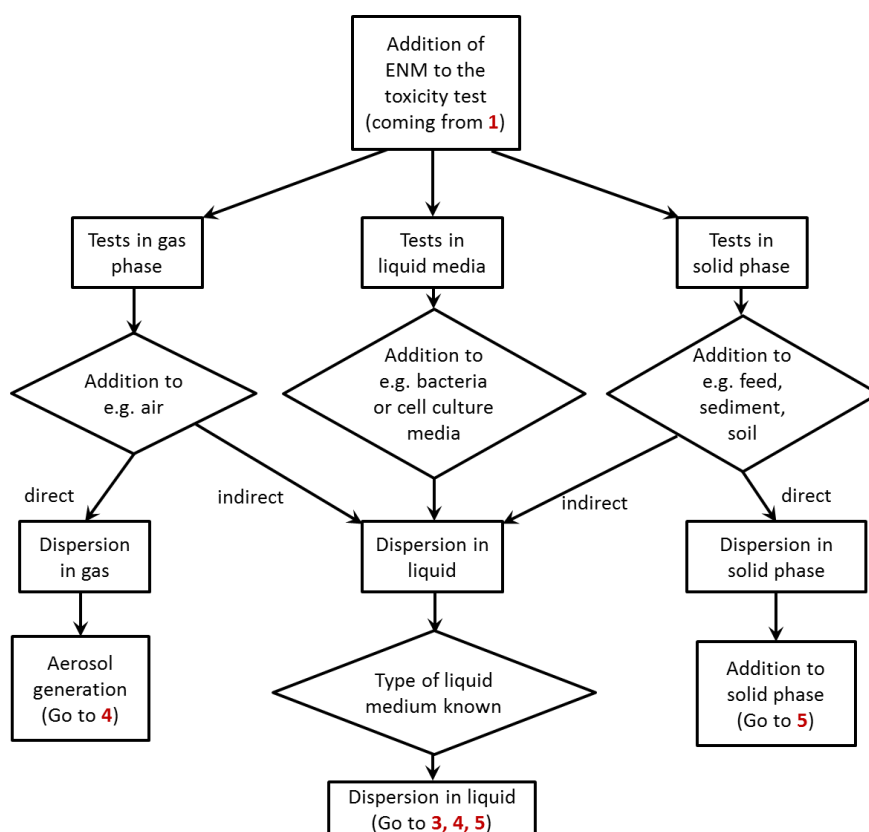 Addition of
ENM to the
toxicity test
(coming from 1)
Tests in gas
phase
Tests in
liquid media
Tests in
solid phase
Addition to
e.g. air
Addition to
e.g. bacteria
or cell culture
media
Addition to
e.g. feed,
sediment,
soil
direct
indirect
indirect
direct
Dispersion
in gas
Dispersion in
liquid
Dispersion in
solid phase
Aerosol
generation
(Go to 4)
Type of liquid
medium known
Addition to
solid phase
(Go to 5)
Dispersion in liquid
(Go to 3, 4, 5)